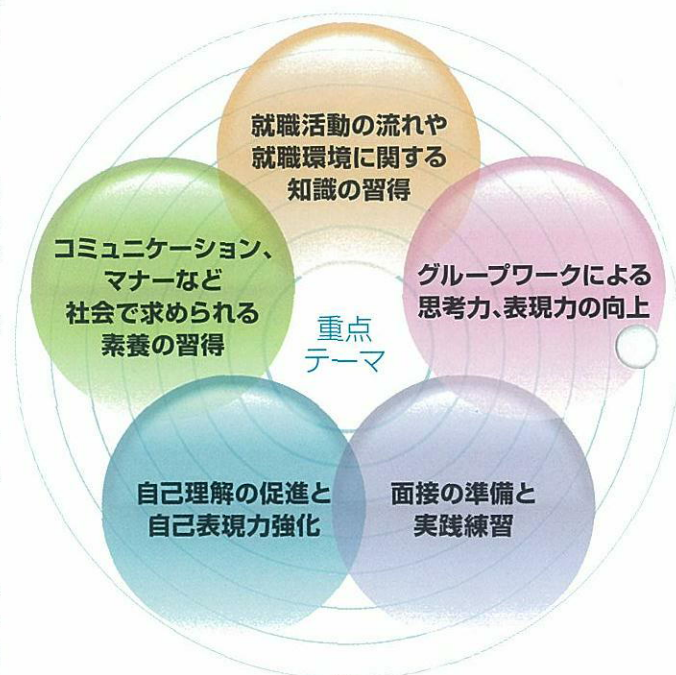 就職活動の流れや
就職環境に関する
知識の習得
コミュニケーション、
マナーなど
社会で求められる
素養の習得
グループワークによる
思考力、表現力の向上
重点
テーマ
自己理解の促進と
自己表現力強化
面接の準備と
実践練習